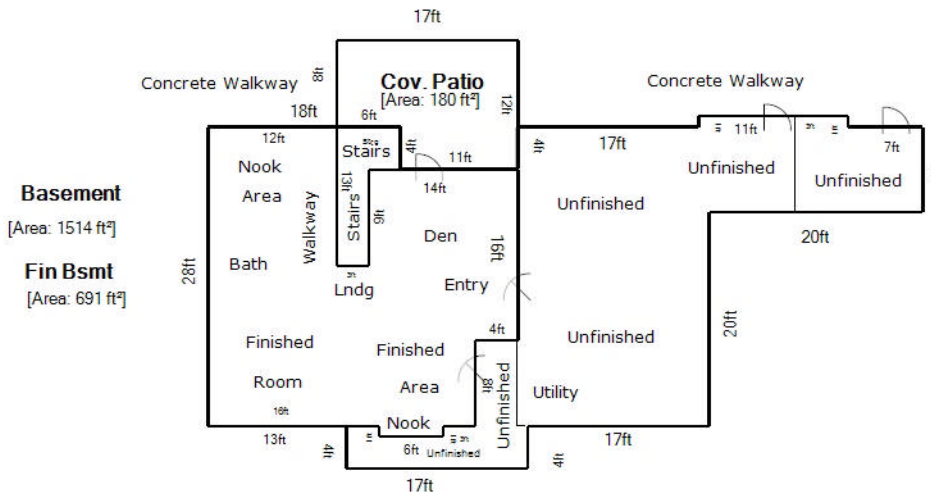 17ft
8ft
Concrete Walkway
Cov. Patio
[Area: 180 ft²]
12ft
Concrete Walkway
18ft
6ft
12ft
Stairs
4ft
11ft
4ft
17ft
11ft
7ft
Nook
Area
14ft
Unfinished
Unfinished
Unfinished
Basement
[Area: 1514 ft²]
Walkway
13ft
Stairs
9ft
Den
20ft
Fin Bsmt
[Area: 691 ft²]
28ft
Bath
Lndg
Entry
16ft
Finished
Room
Finished
Area
4ft
8ft
Unfinished
Unfinished
20ft
Utility
16ft
Nook
13ft
4ft
6ft
Unfinished
4ft
17ft
17ft